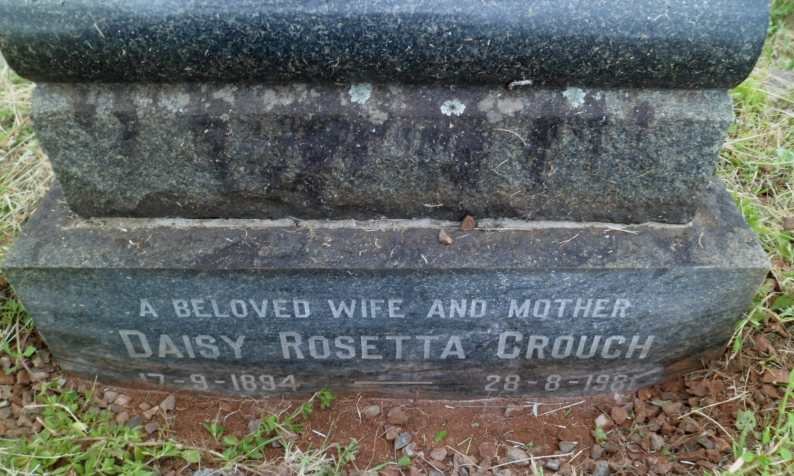 A BELOVED WIFE AND MOTHER
DAISY ROSETTA CROUCH
17-9-1894 —